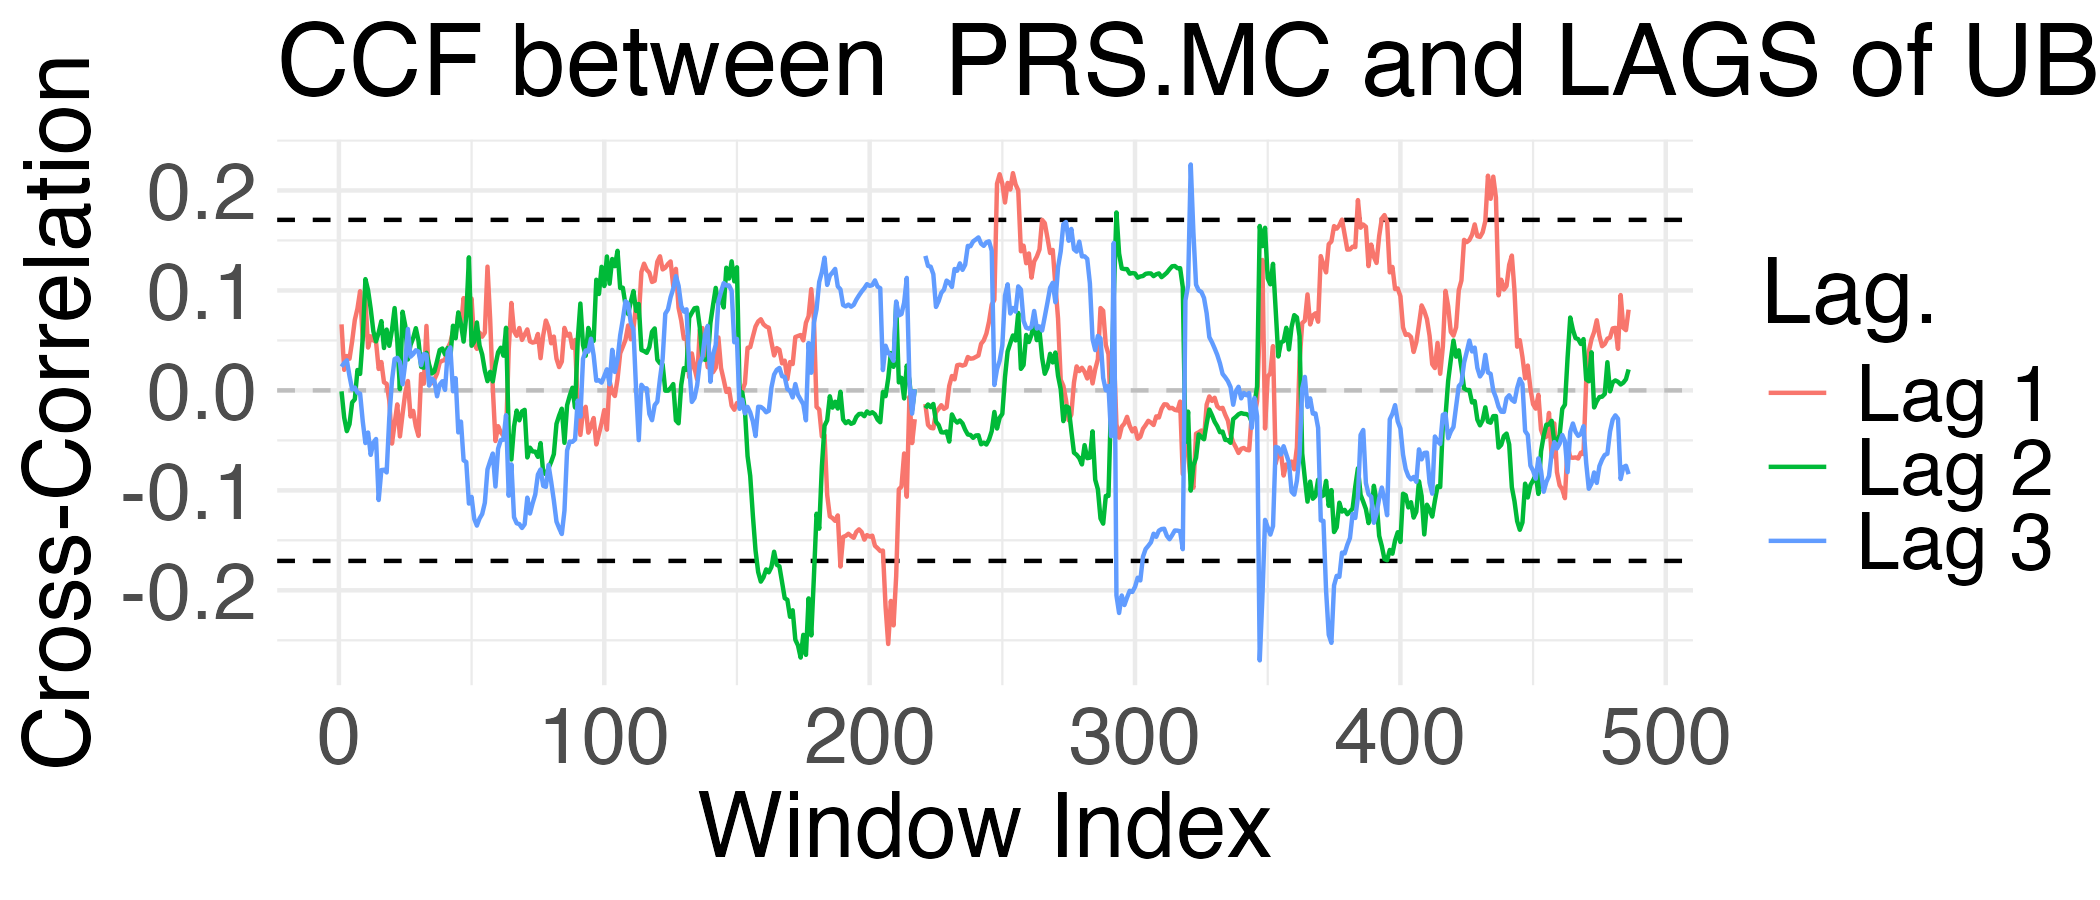 CCF between  PRS.MC and LAGS of UB
Cross-Correlation
0.2
0.1
0.0
-0.1
-0.2
0 100 200 300 400 500
Window Index
Lag.
Lag 1
Lag 2
Lag 3